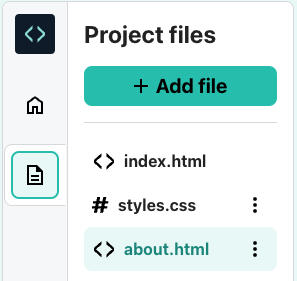 Project files
+ Add file
<> index.html
# styles.css
<> about.html